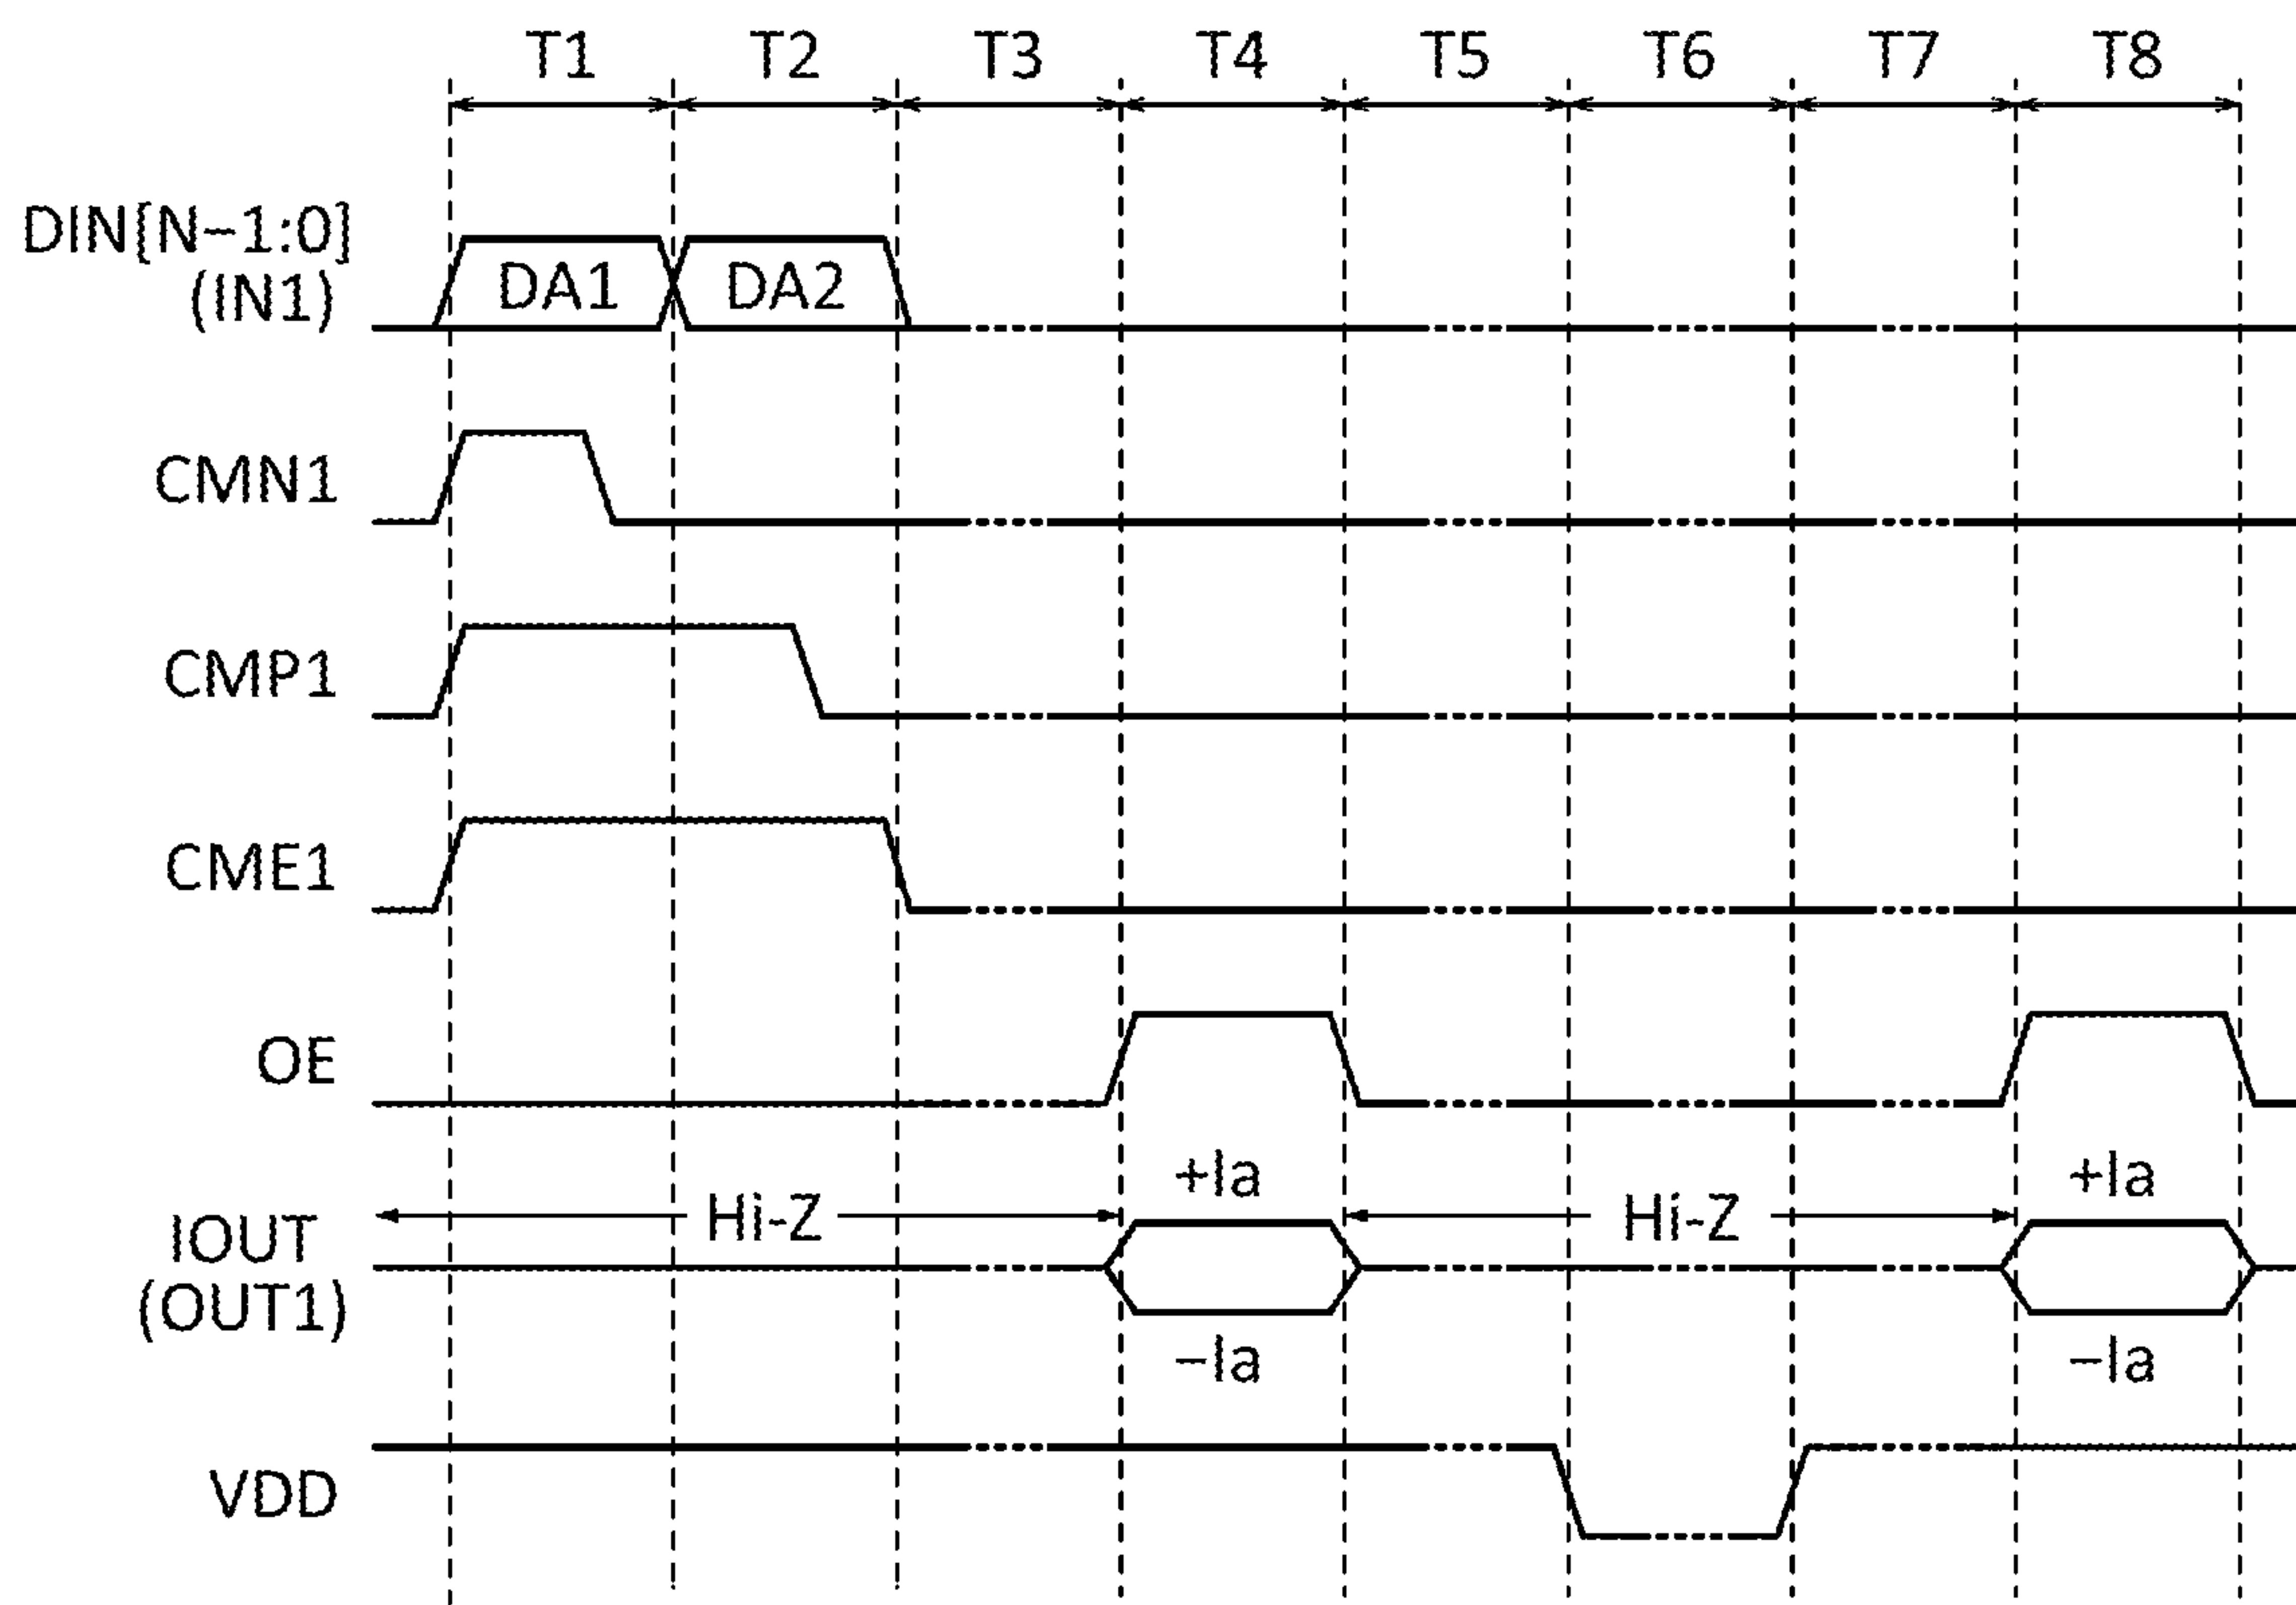 T1 T2 T3 T4 T5 T6 T7 T8
DIN[N−1:0]
(IN1)
DA1 DA2
CMN1
CMP1
CME1
OE
+Ia +Ia
Hi-Z Hi-Z
IOUT
(OUT1)
−Ia −Ia
VDD